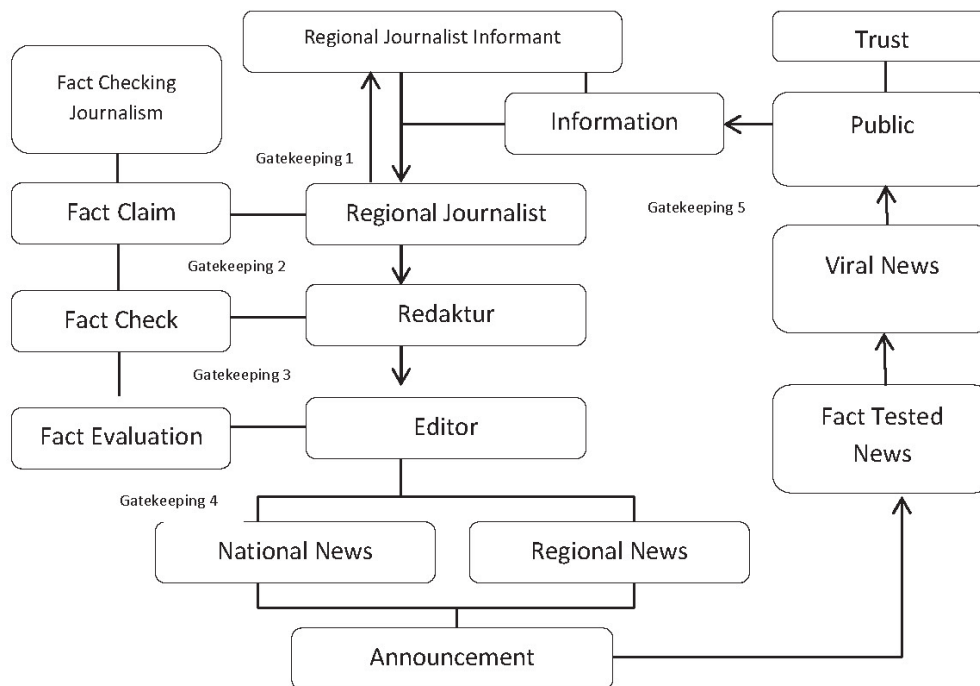 Regional Journalist Informant
Trust
Fact Checking
Journalism
Information
Public
Gatekeeping 1
Fact Claim
Regional Journalist
Gatekeeping 5
Gatekeeping 2
Viral News
Fact Check
Redaktur
Gatekeeping 3
Fact Evaluation
Editor
Fact Tested
News
Gatekeeping 4
National News
Regional News
Announcement